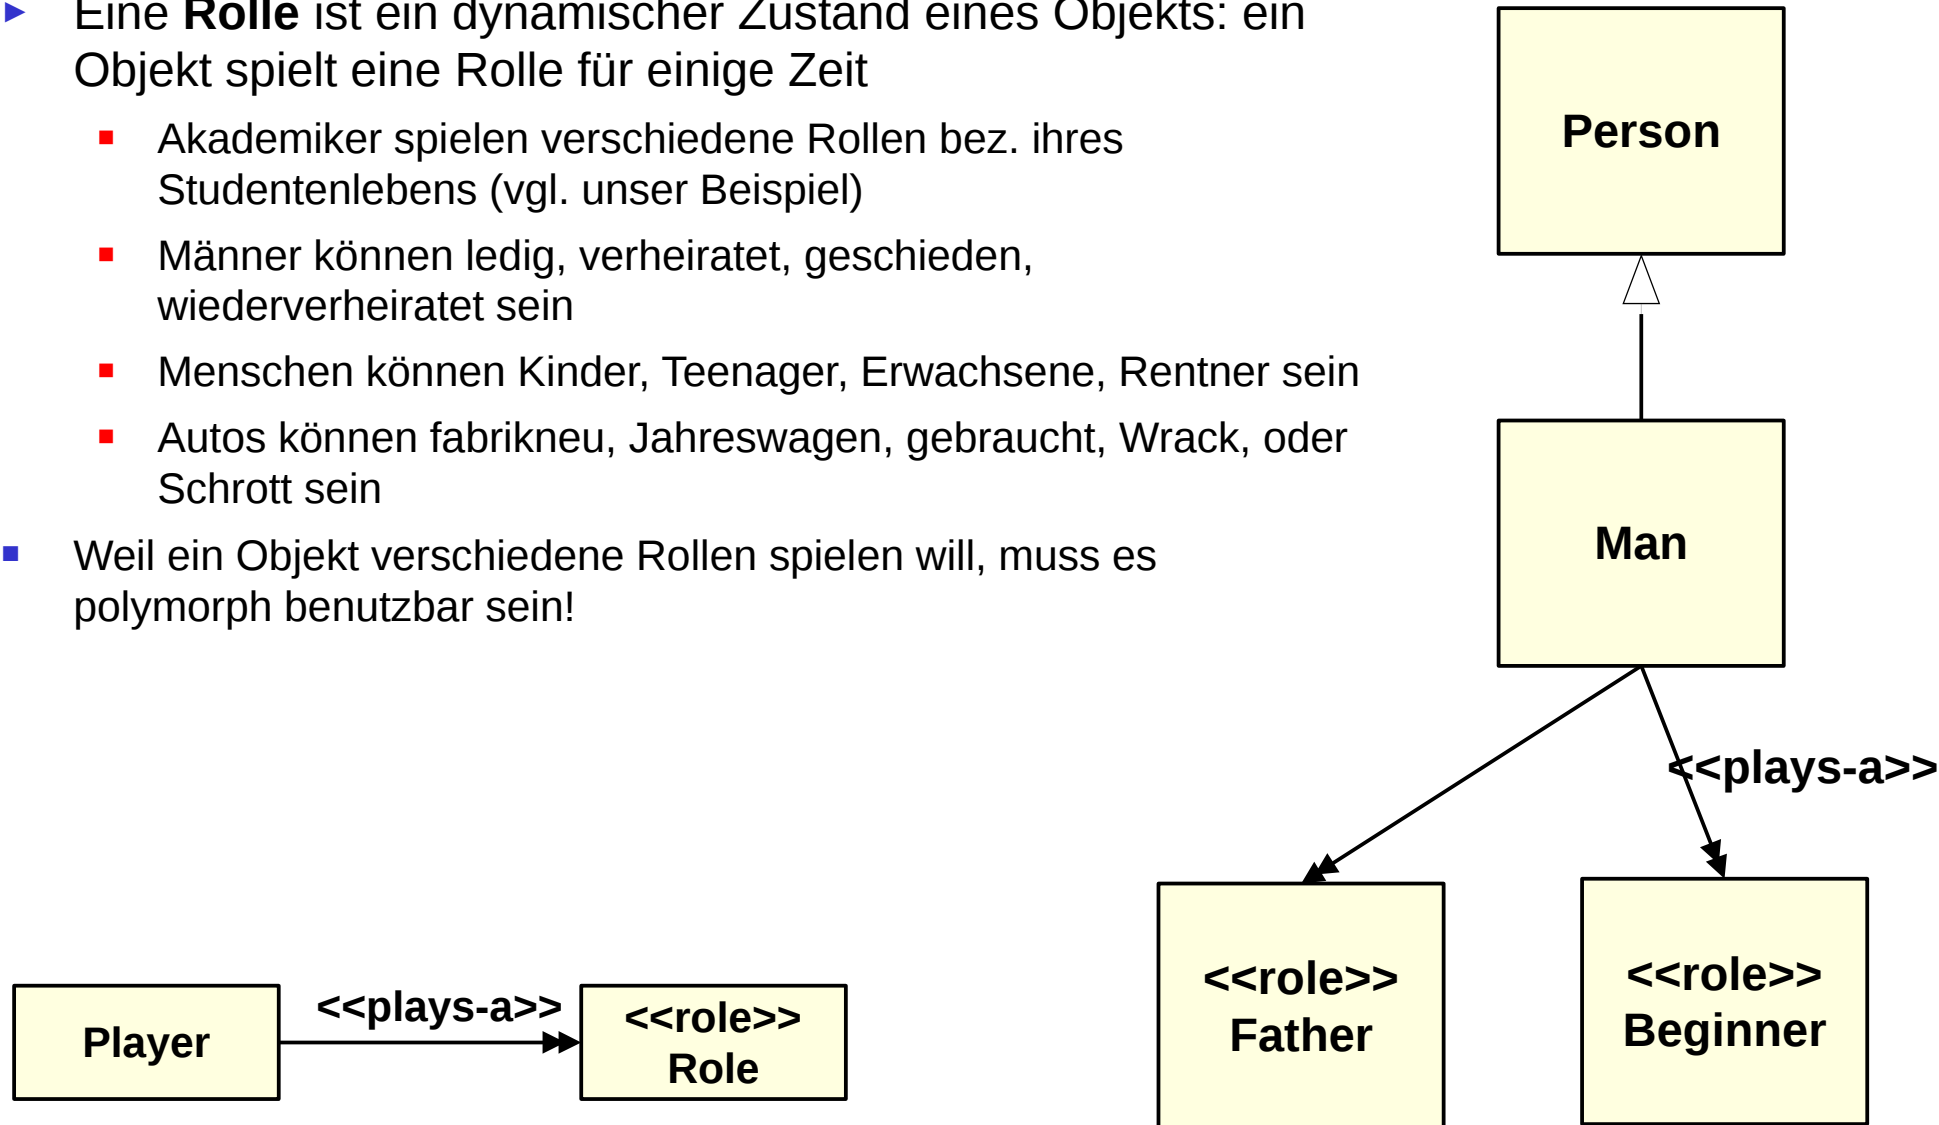 Eine Rolle ist ein dynamischer Zustand eines Objekts: ein
Objekt spielt eine Rolle für einige Zeit
Akademiker spielen verschiedene Rollen bez. ihres
Studentenlebens (vgl. unser Beispiel)
Männer können ledig, verheiratet, geschieden,
wiederverheiratet sein
Menschen können Kinder, Teenager, Erwachsene, Rentner sein
Autos können fabrikneu, Jahreswagen, gebraucht, Wrack, oder
Schrott sein
Weil ein Objekt verschiedene Rollen spielen will, muss es
polymorph benutzbar sein!
Person
Man
<<plays-a>>
<<role>>
Father
<<role>>
Beginner
Player
<<plays-a>>
<<role>>
Role